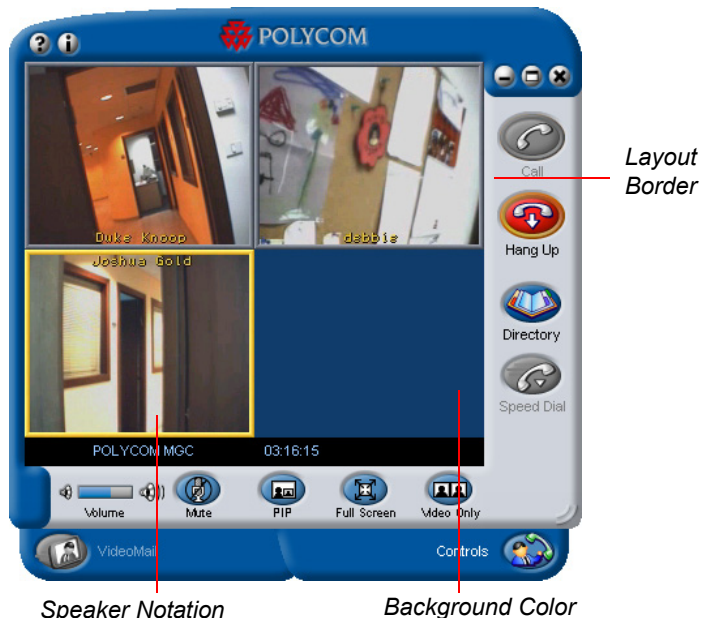 ? i
POLYCOM
Call
Layout
Border
Hang Up
Directory
Speed Dial
Duke Knoop
debbie
Joshua Gold
POLYCOM MGC 03:16:15
Volume
Mute
PIP
Full Screen
Video Only
VideoMail
Controls
Speaker Notation
Background Color